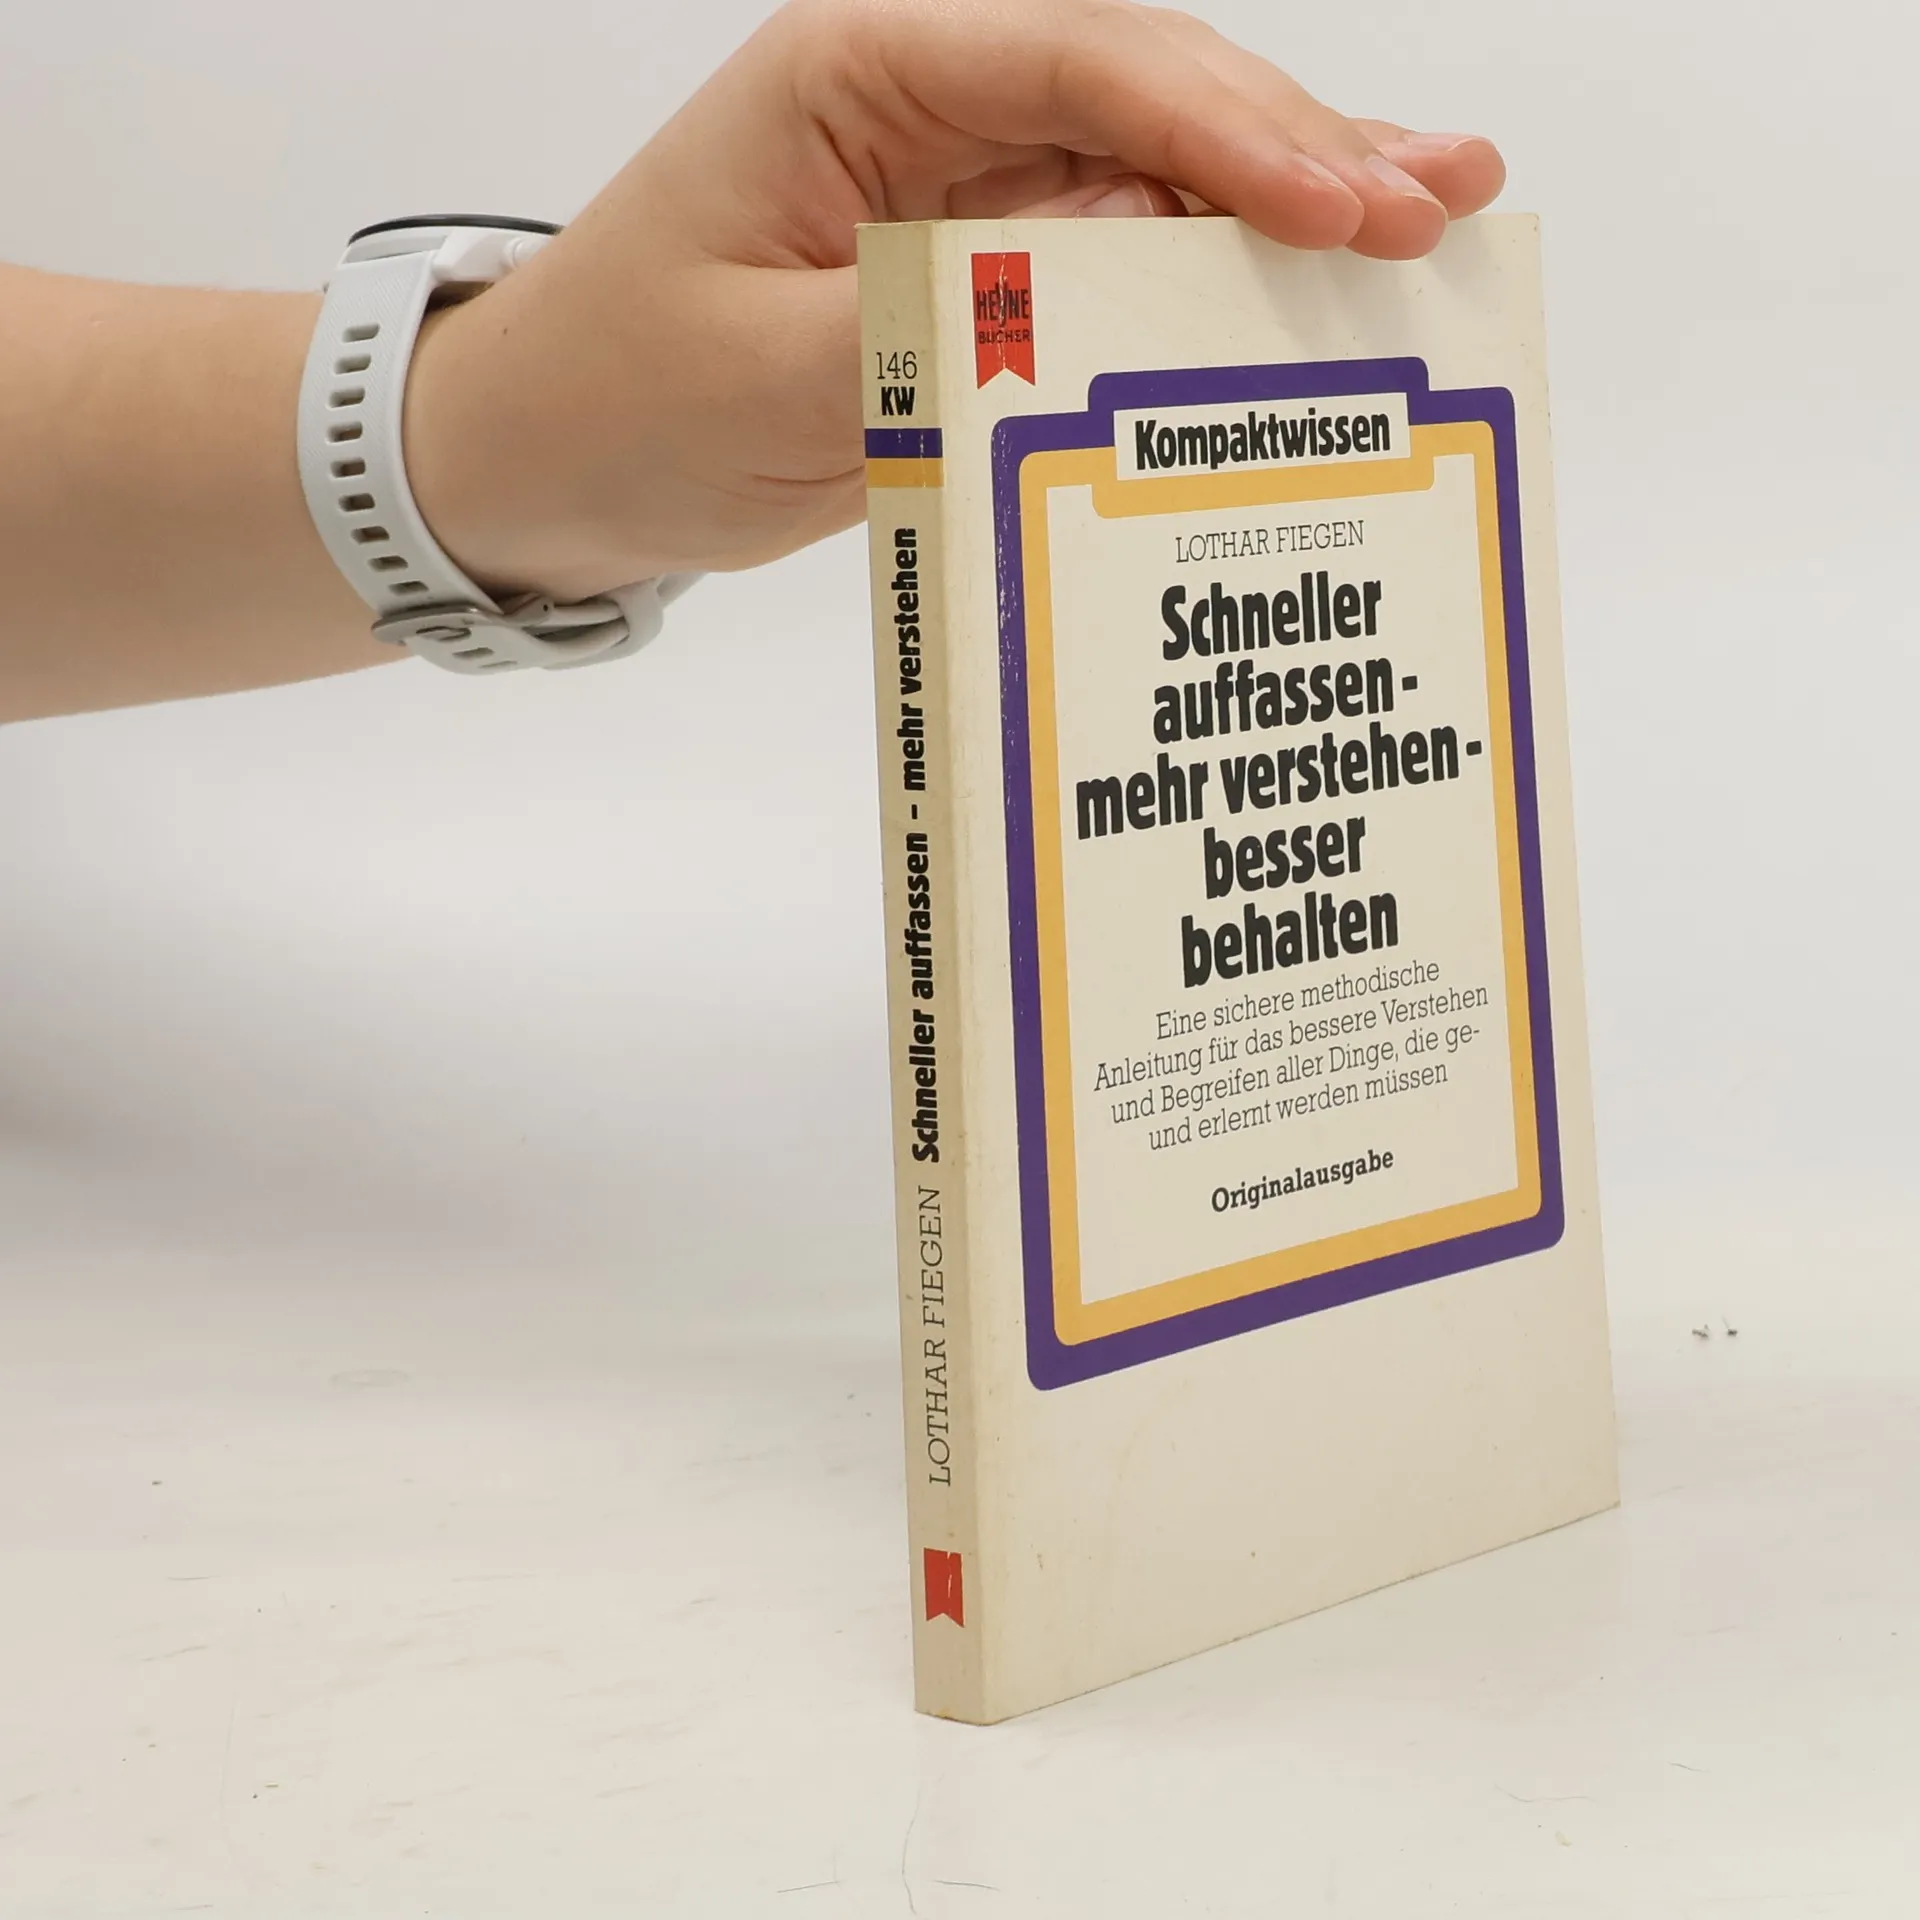 HEYNE
BÜCHER
146
KW
Schneller auffassen – mehr verstehen
LOTHAR FIEGEN
Kompaktwissen
LOTHAR FIEGEN
Schneller
auffassen-
mehr verstehen-
besser
behalten
Eine sichere methodische
Anleitung für das bessere Verstehen
und Begreifen aller Dinge, die ge-
und erlernt werden müssen
Originalausgabe